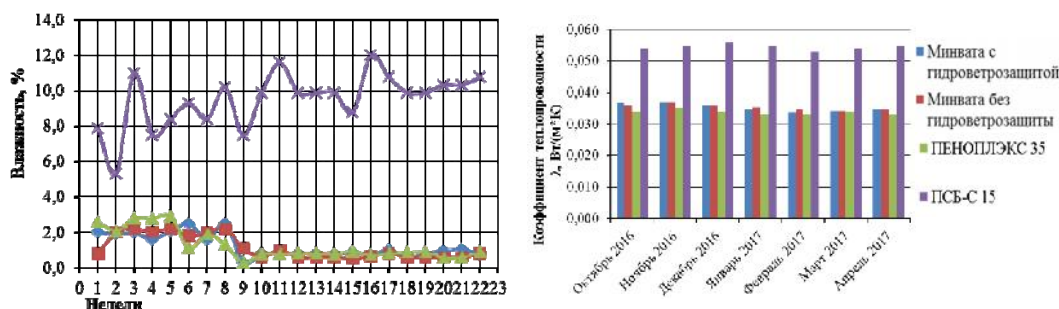 Влажность, %
14,0
12,0
10,0
8,0
6,0
4,0
2,0
0,0
0 1 2 3 4 5 6 7 8 9 10 11 12 13 14 15 16 17 18 19 20 21 22 23
Недели
Коэффициент теплопроводности
λ, Вт/(м*К)
0,060
0,050
0,040
0,030
0,020
0,010
0,000
Октябрь 2016
Ноябрь 2016
Декабрь 2016
Январь 2017
Февраль 2017
Март 2017
Апрель 2017
Минвата с
гидроветрозащитой
Минвата без
гидроветрозащиты
ПЕНОПЛЭКС 35
ПСБ-С 15